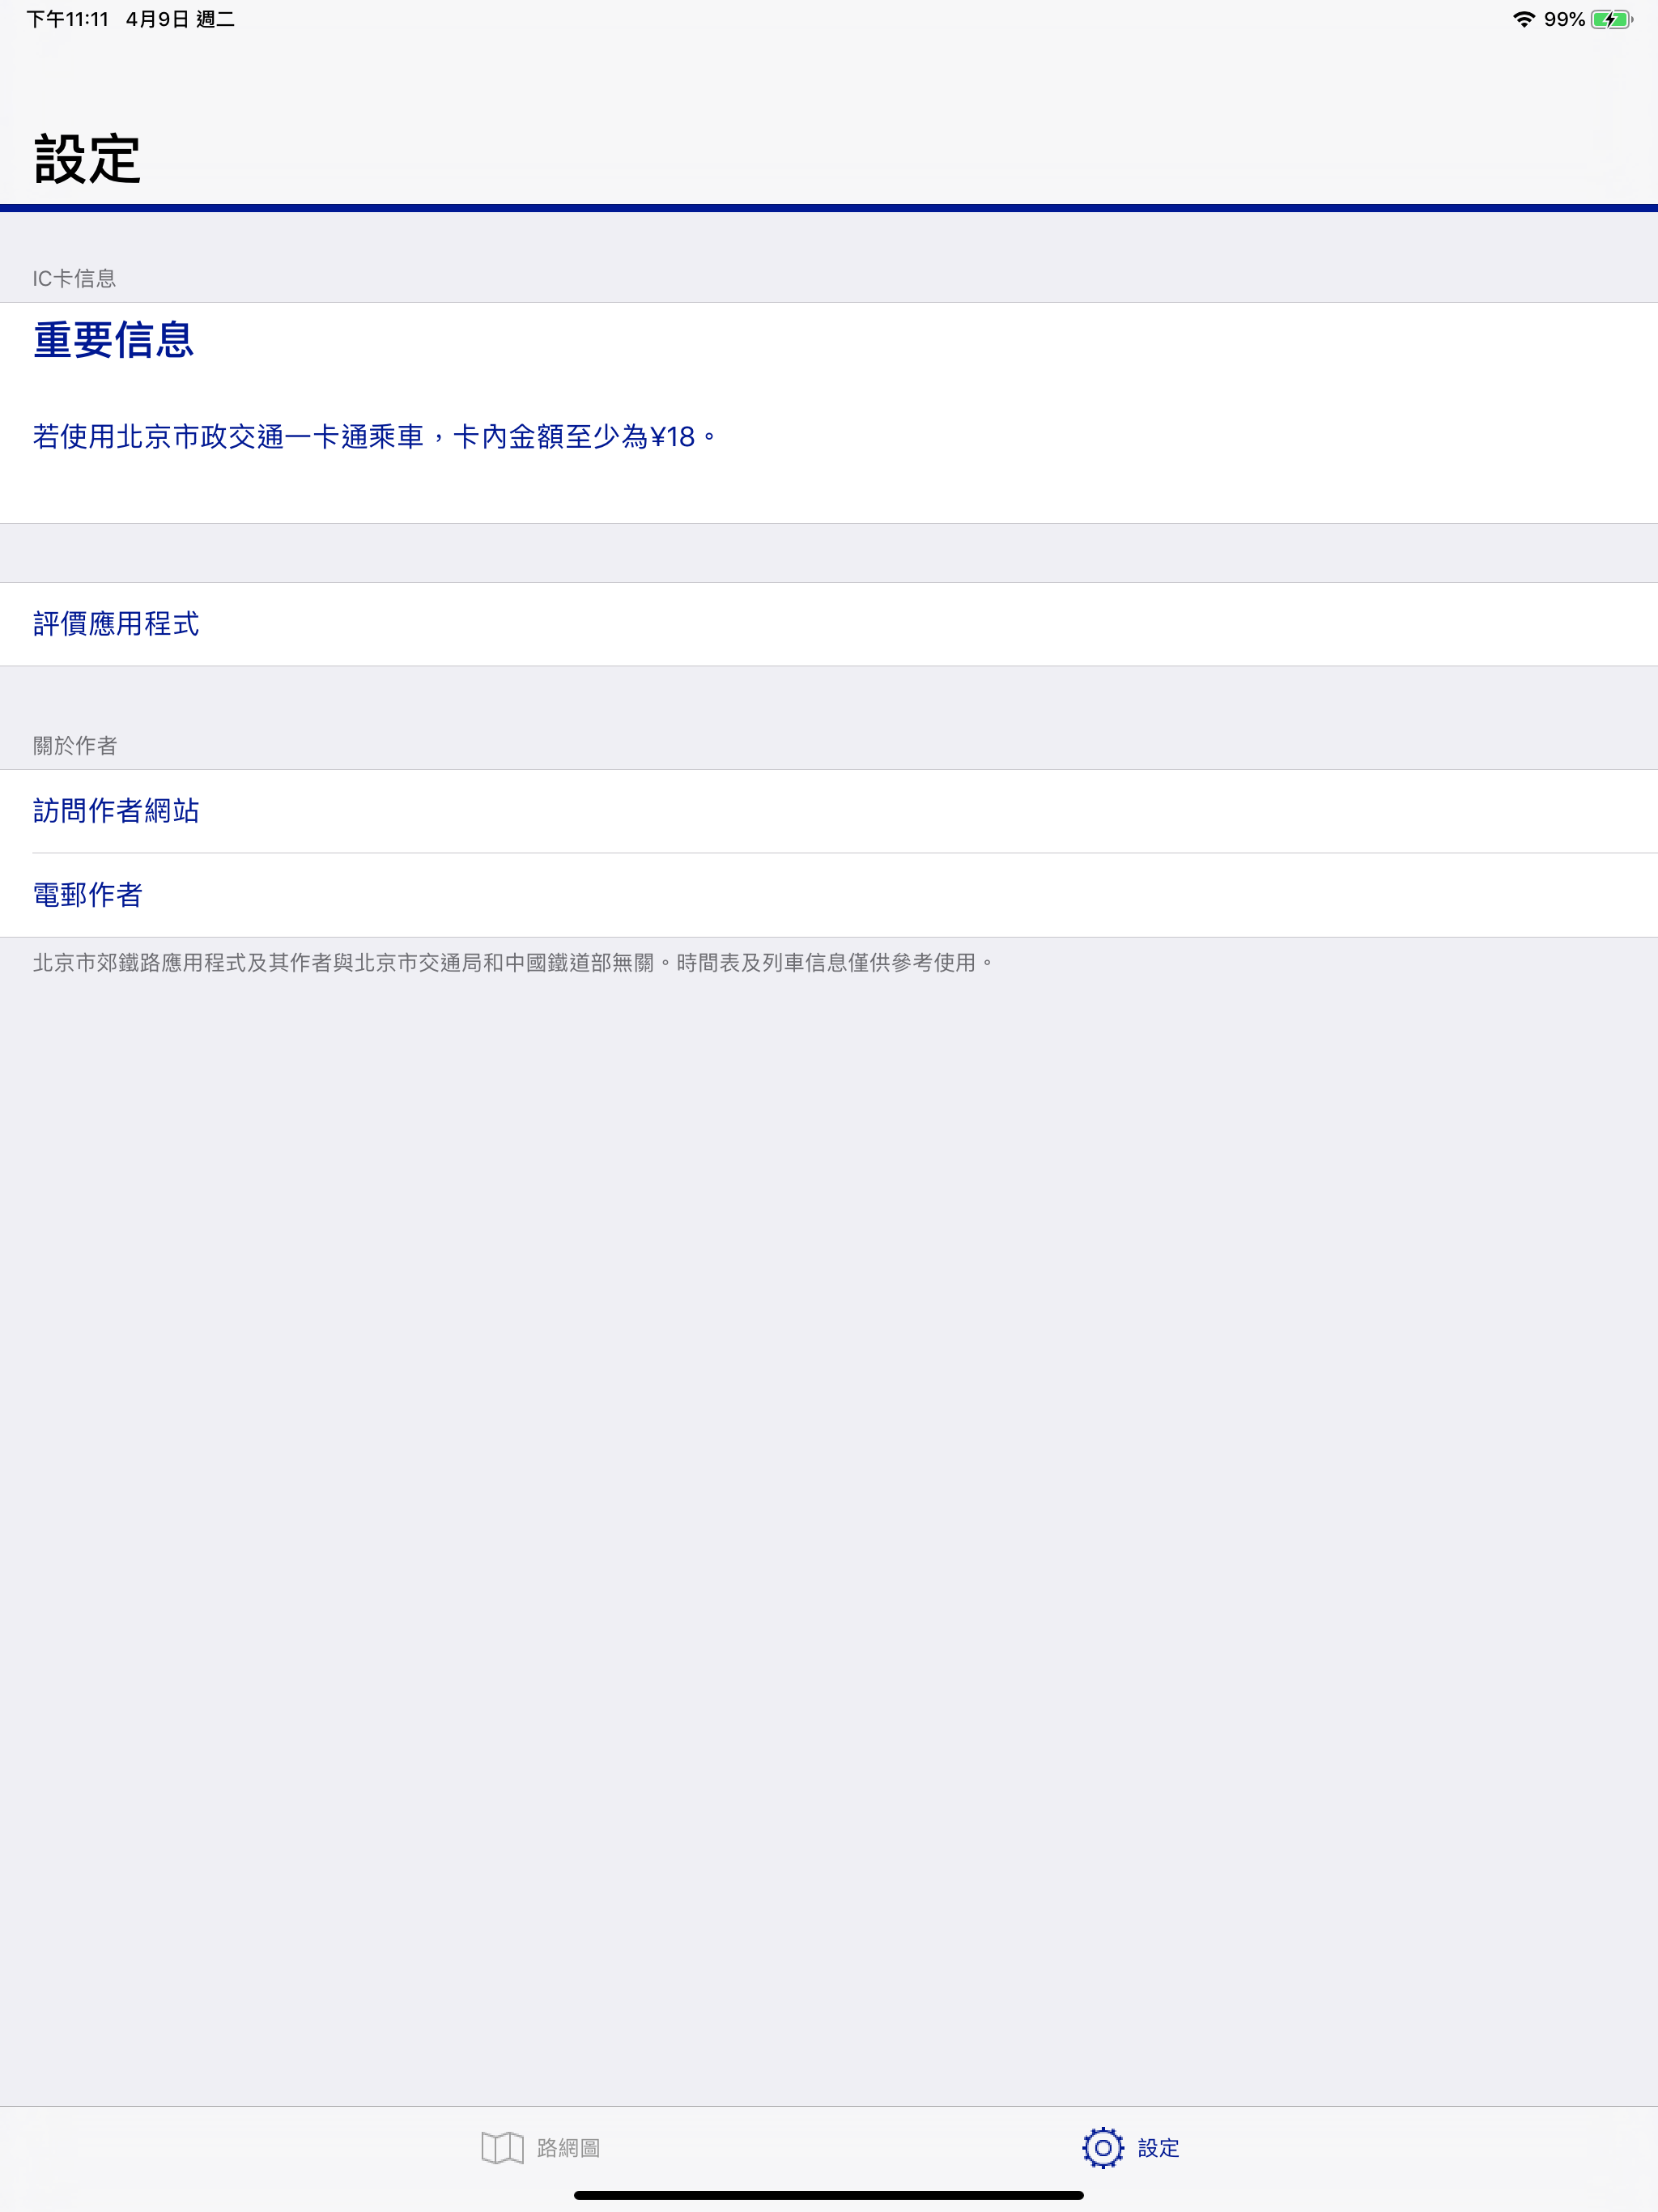 下午11:11 4月9日 週二
99%
設定
IC卡信息
重要信息
若使用北京市政交通一卡通乘車，卡內金額至少為¥18。
評價應用程式
關於作者
訪問作者網站
電郵作者
北京市郊鐵路應用程式及其作者與北京市交通局和中國鐵道部無關。時間表及列車信息僅供參考使用。
路網圖
設定